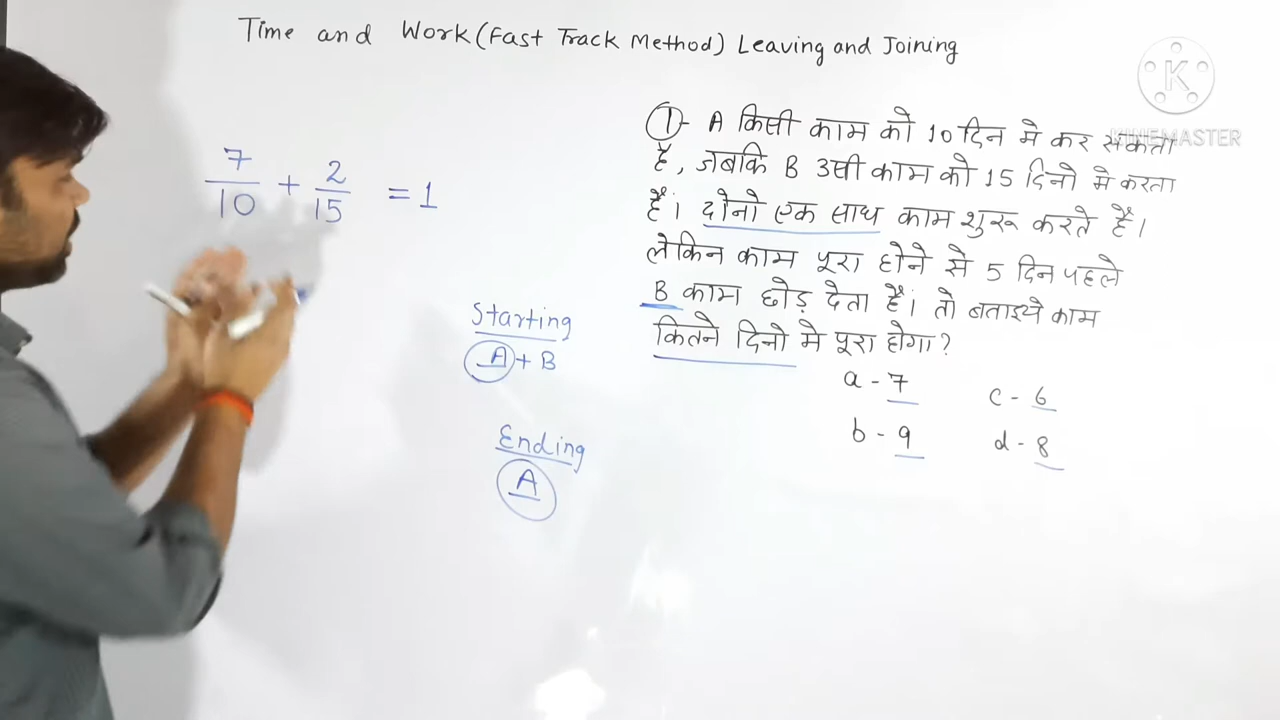 Time and Work (Fast Track Method) Leaving and Joining
K
KINEMASTER
7/10 + 2/15 = 1
① - A किसी काम को 10 दिन मे कर सकता
है, जबकि B उसी काम को 15 दिनो मे करता
है। दोनो एक साथ काम शुरू करते है।
लेकिन काम पूरा होने से 5 दिन पहले
B काम छोड़ देता है। तो बताइये काम
कितने दिनो मे पूरा होगा?
a - 7
c - 6
b - 9
d - 8
Starting
A + B
Ending
A